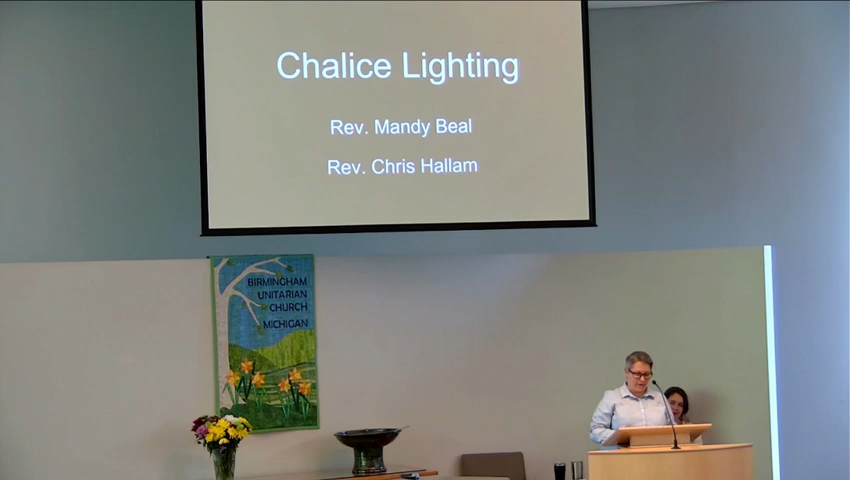 Chalice Lighting
Rev. Mandy Beal
Rev. Chris Hallam
BIRMINGHAM
UNITARIAN
CHURCH
MICHIGAN